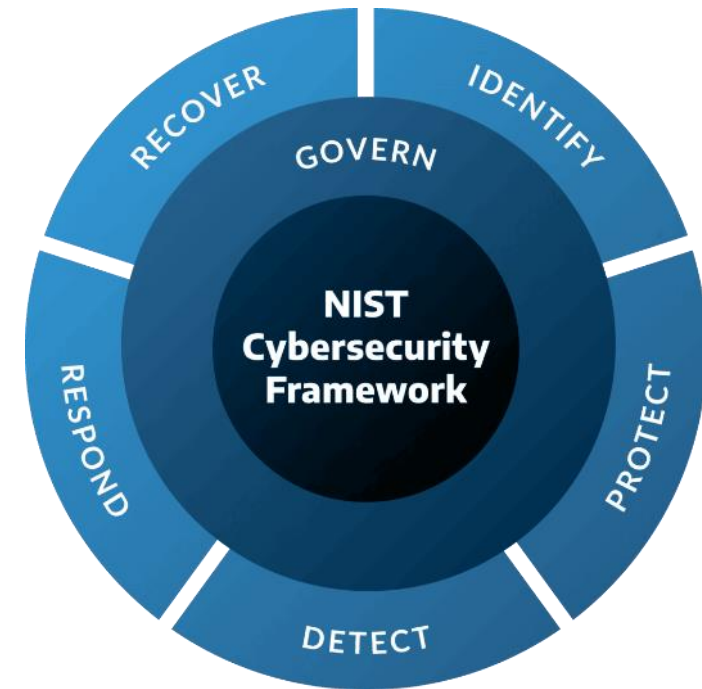 RECOVER
IDENTIFY
GOVERN
NIST
Cybersecurity
Framework
RESPOND
PROTECT
DETECT